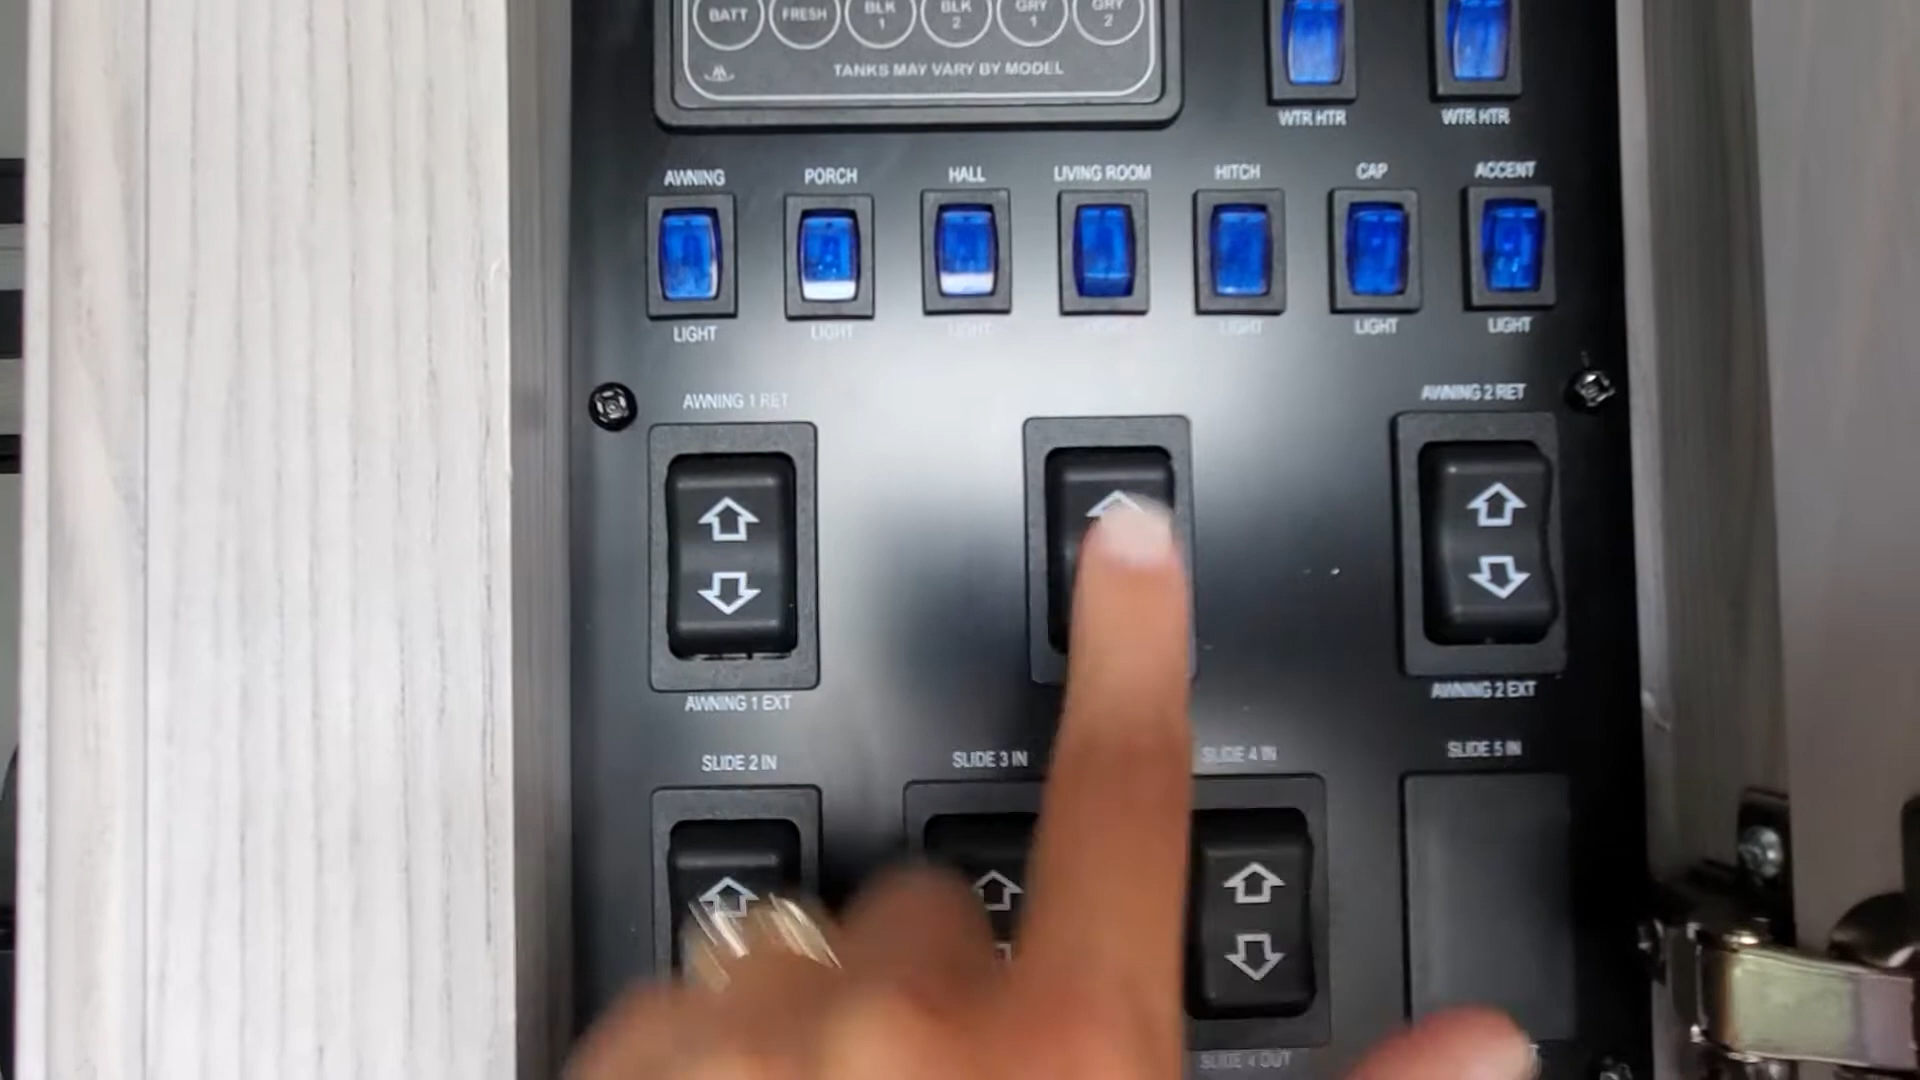 BATT FRESH BLK 1 BLK 2 GRY 1 GRY 2
TANKS MAY VARY BY MODEL
WTR HTR WTR HTR
AWNING PORCH HALL LIVING ROOM HITCH CAP ACCENT
LIGHT LIGHT LIGHT LIGHT LIGHT LIGHT LIGHT
AWNING 1 RET AWNING 2 RET
AWNING 1 EXT AWNING 2 EXT
SLIDE 2 IN SLIDE 3 IN SLIDE 4 IN SLIDE 5 IN
SLIDE 4 OUT